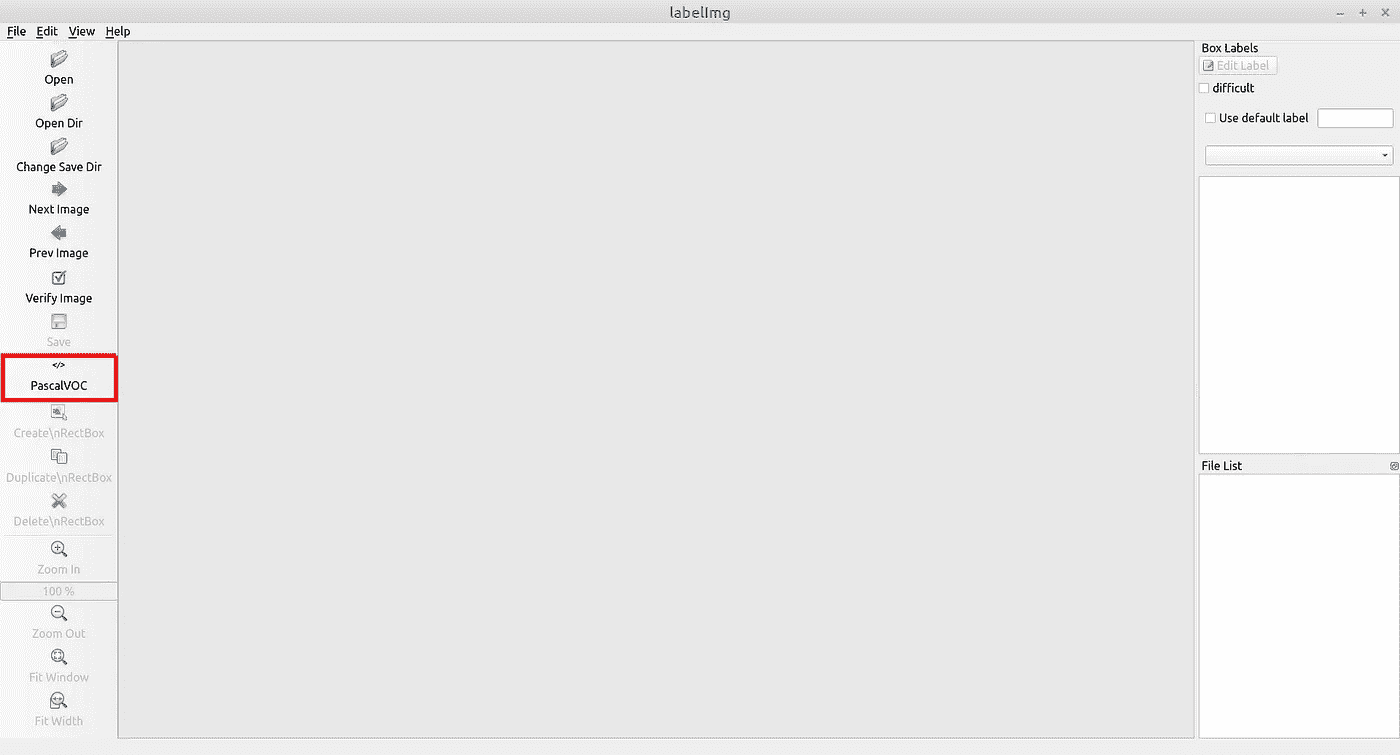 labelImg
File Edit View Help
Open
Open Dir
Change Save Dir
Next Image
Prev Image
Verify Image
Save
</>
PascalVOC
Create\nRectBox
Duplicate\nRectBox
Delete\nRectBox
Zoom In
100 %
Zoom Out
Fit Window
Fit Width
Box Labels
Edit Label
difficult
Use default label
File List